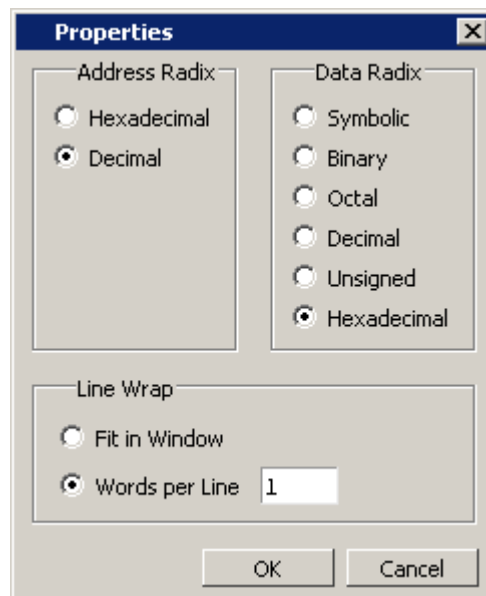 Properties
Address Radix
Hexadecimal
Decimal
Data Radix
Symbolic
Binary
Octal
Decimal
Unsigned
Hexadecimal
Line Wrap
Fit in Window
Words per Line 1
OK Cancel